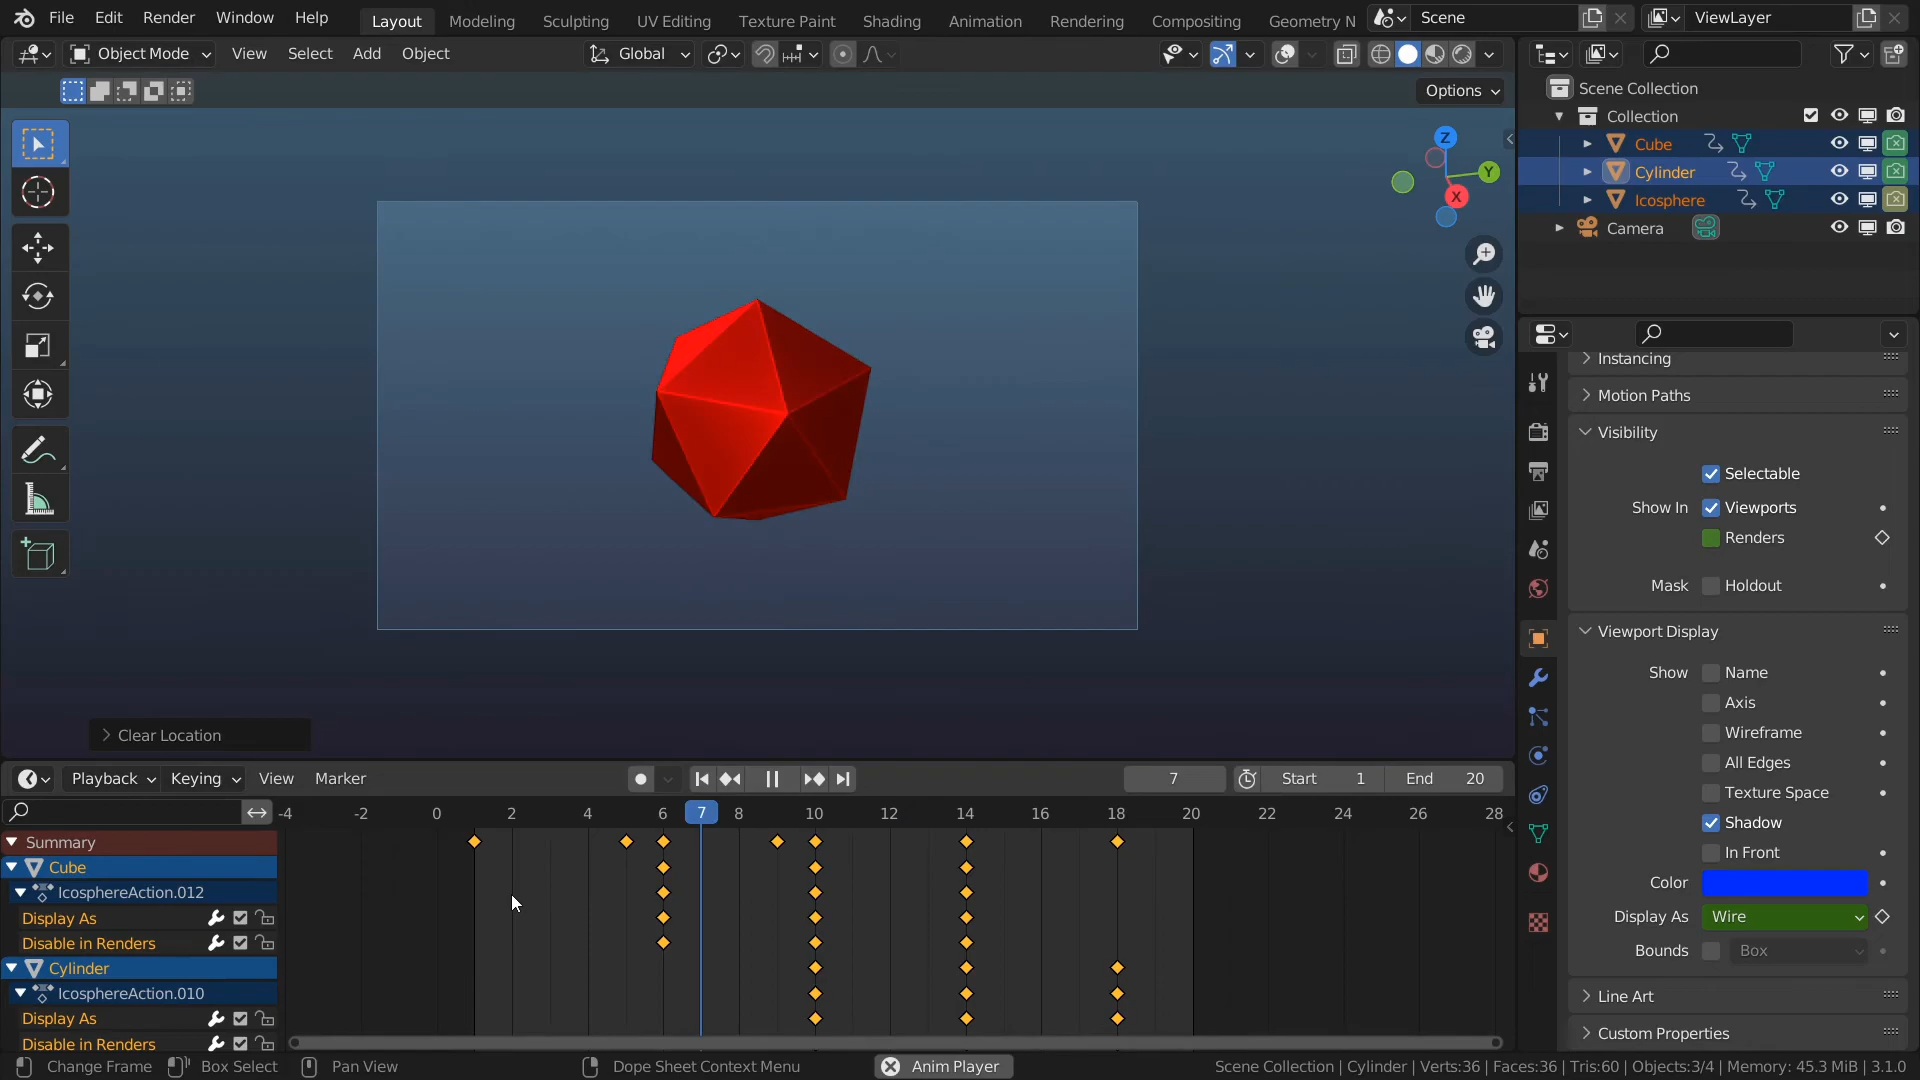 File Edit Render Window Help Layout Modeling Sculpting UV Editing Texture Paint Shading Animation Rendering Compositing Geometry N Scene ViewLayer
Object Mode View Select Add Object Global
Options
Scene Collection
Collection
Cube
Cylinder
Icosphere
Camera
Z
Y
X
Instancing
Motion Paths
Visibility
Selectable
Show In Viewports
Renders
Mask Holdout
Viewport Display
Show Name
Axis
Wireframe
All Edges
Texture Space
Shadow
In Front
Color
Display As Wire
Bounds Box
Line Art
Custom Properties
Clear Location
Playback Keying View Marker 7 Start 1 End 20
-4 -2 0 2 4 6 7 8 10 12 14 16 18 20 22 24 26 28
Summary
Cube
IcosphereAction.012
Display As
Disable in Renders
Cylinder
IcosphereAction.010
Display As
Disable in Renders
Change Frame Box Select Pan View Dope Sheet Context Menu Anim Player Scene Collection | Cylinder | Verts:36 | Faces:36 | Tris:60 | Objects:3/4 | Memory: 45.3 MiB | 3.1.0